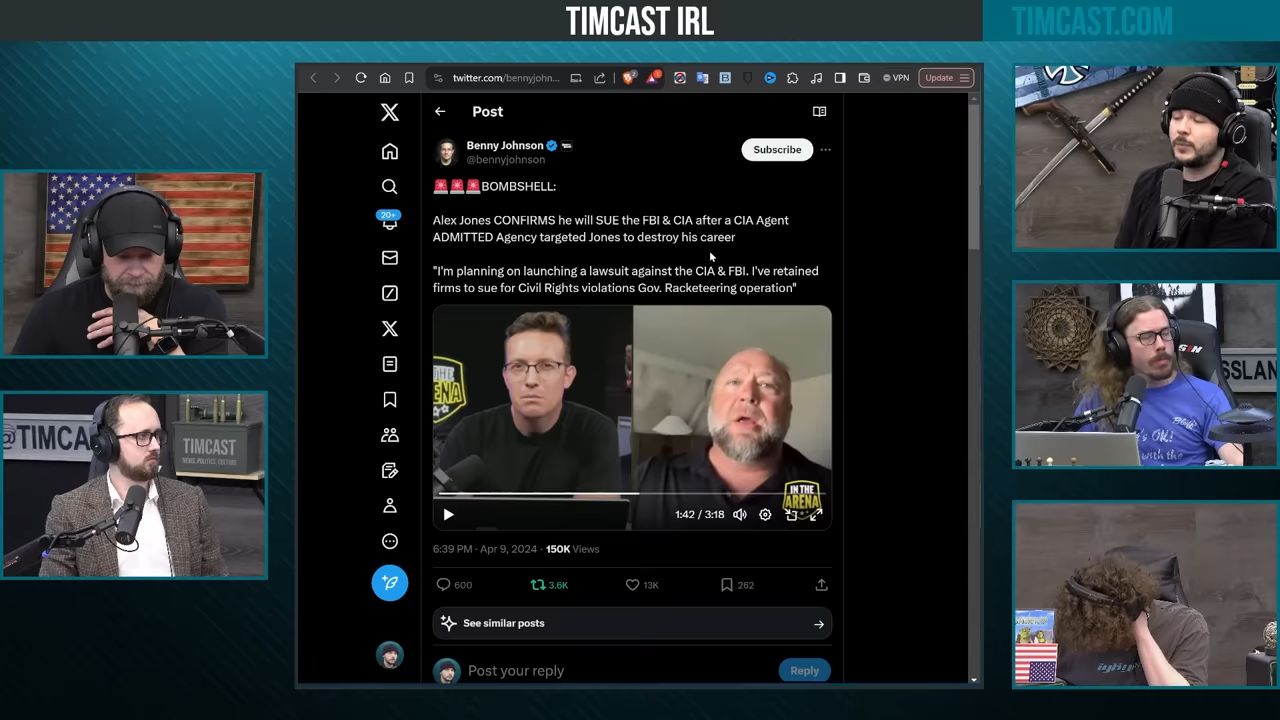 TIMCAST IRL
TIMCAST.COM
twitter.com/bennyjohn...
VPN
Update
Post
Benny Johnson
@bennyjohnson
Subscribe
🚨🚨🚨BOMBSHELL:
20+
Alex Jones CONFIRMS he will SUE the FBI & CIA after a CIA Agent
ADMITTED Agency targeted Jones to destroy his career
"I'm planning on launching a lawsuit against the CIA & FBI. I've retained
firms to sue for Civil Rights violations Gov. Racketeering operation"
IN THE
ARENA
1:42 / 3:18
6:39 PM · Apr 9, 2024 · 150K Views
600
3.6K
13K
262
See similar posts
Post your reply
Reply
@TIMCA
TIMCAST
NEWS. POLITICS. CULTURE
SSLAN